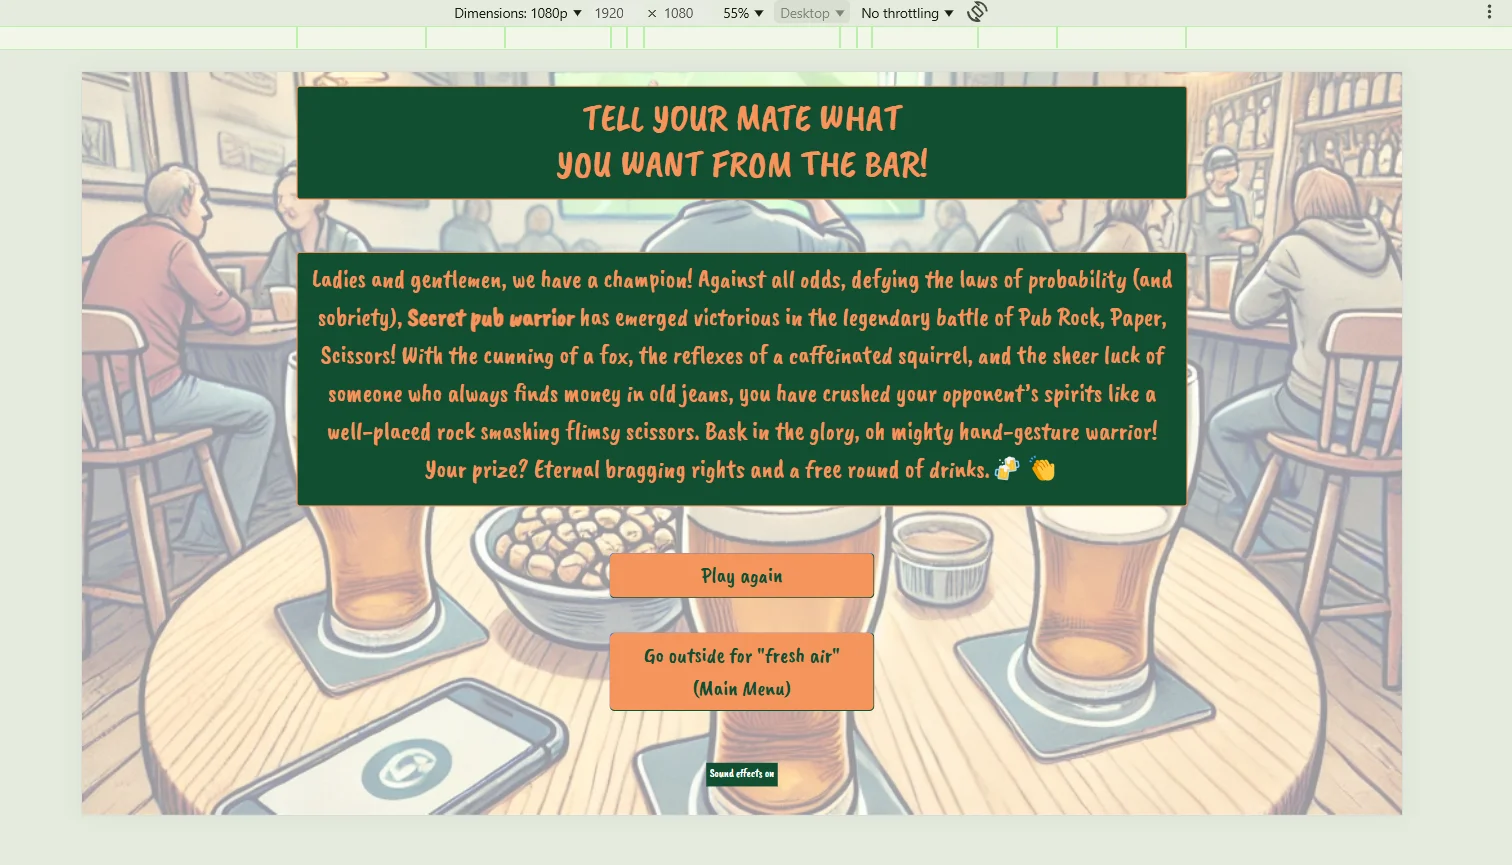 Dimensions: 1080p ▼ 1920 × 1080 55% ▼ Desktop ▼ No throttling ▼
TELL YOUR MATE WHAT
YOU WANT FROM THE BAR!
Ladies and gentlemen, we have a champion! Against all odds, defying the laws of probability (and
sobriety), Secret pub warrior has emerged victorious in the legendary battle of Pub Rock, Paper,
Scissors! With the cunning of a fox, the reflexes of a caffeinated squirrel, and the sheer luck of
someone who always finds money in old jeans, you have crushed your opponent’s spirits like a
well-placed rock smashing flimsy scissors. Bask in the glory, oh mighty hand-gesture warrior!
Your prize? Eternal bragging rights and a free round of drinks. 🍻 👏
Play again
Go outside for "fresh air"
(Main Menu)
Sound effects on